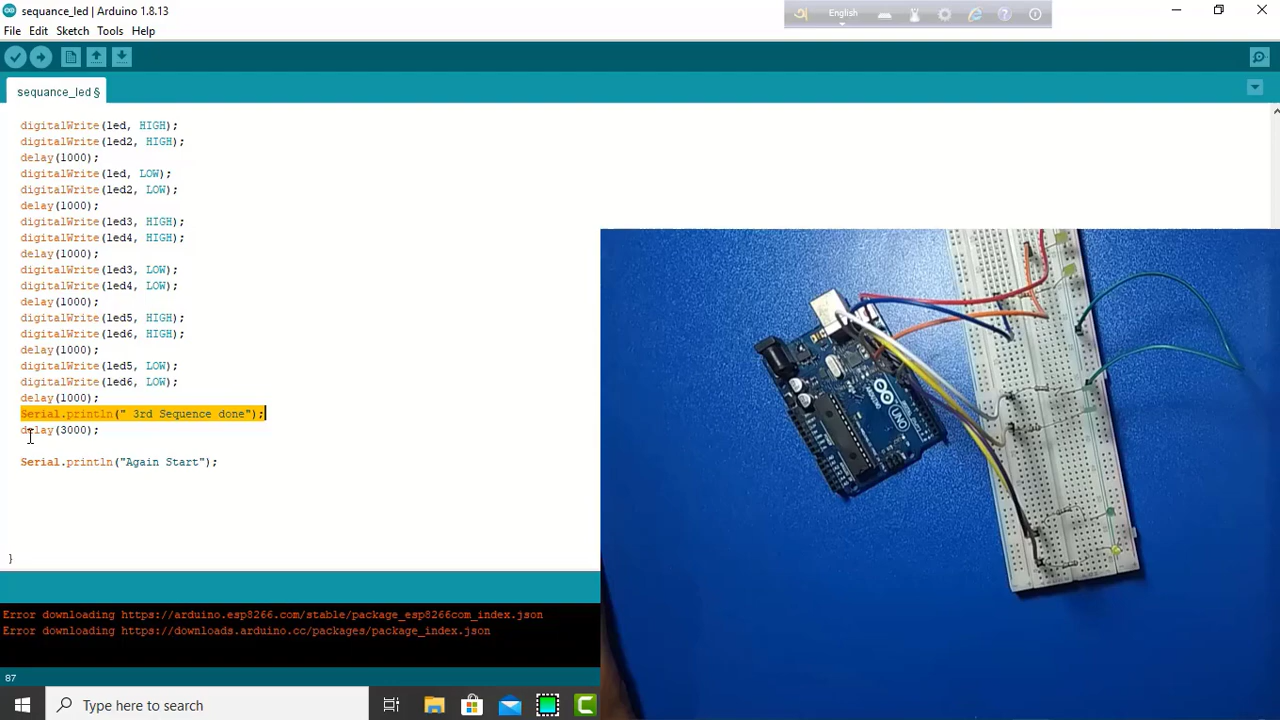 sequance_led | Arduino 1.8.13
English
File Edit Sketch Tools Help
sequance_led §
digitalWrite(led, HIGH);
digitalWrite(led2, HIGH);
delay(1000);
digitalWrite(led, LOW);
digitalWrite(led2, LOW);
delay(1000);
digitalWrite(led3, HIGH);
digitalWrite(led4, HIGH);
delay(1000);
digitalWrite(led3, LOW);
digitalWrite(led4, LOW);
delay(1000);
digitalWrite(led5, HIGH);
digitalWrite(led6, HIGH);
delay(1000);
digitalWrite(led5, LOW);
digitalWrite(led6, LOW);
delay(1000);
Serial.println(" 3rd Sequence done");
delay(3000);
Serial.println("Again Start");
}
Error downloading https://arduino.esp8266.com/stable/package_esp8266com_index.json
Error downloading https://downloads.arduino.cc/packages/package_index.json
87
Type here to search
UNO